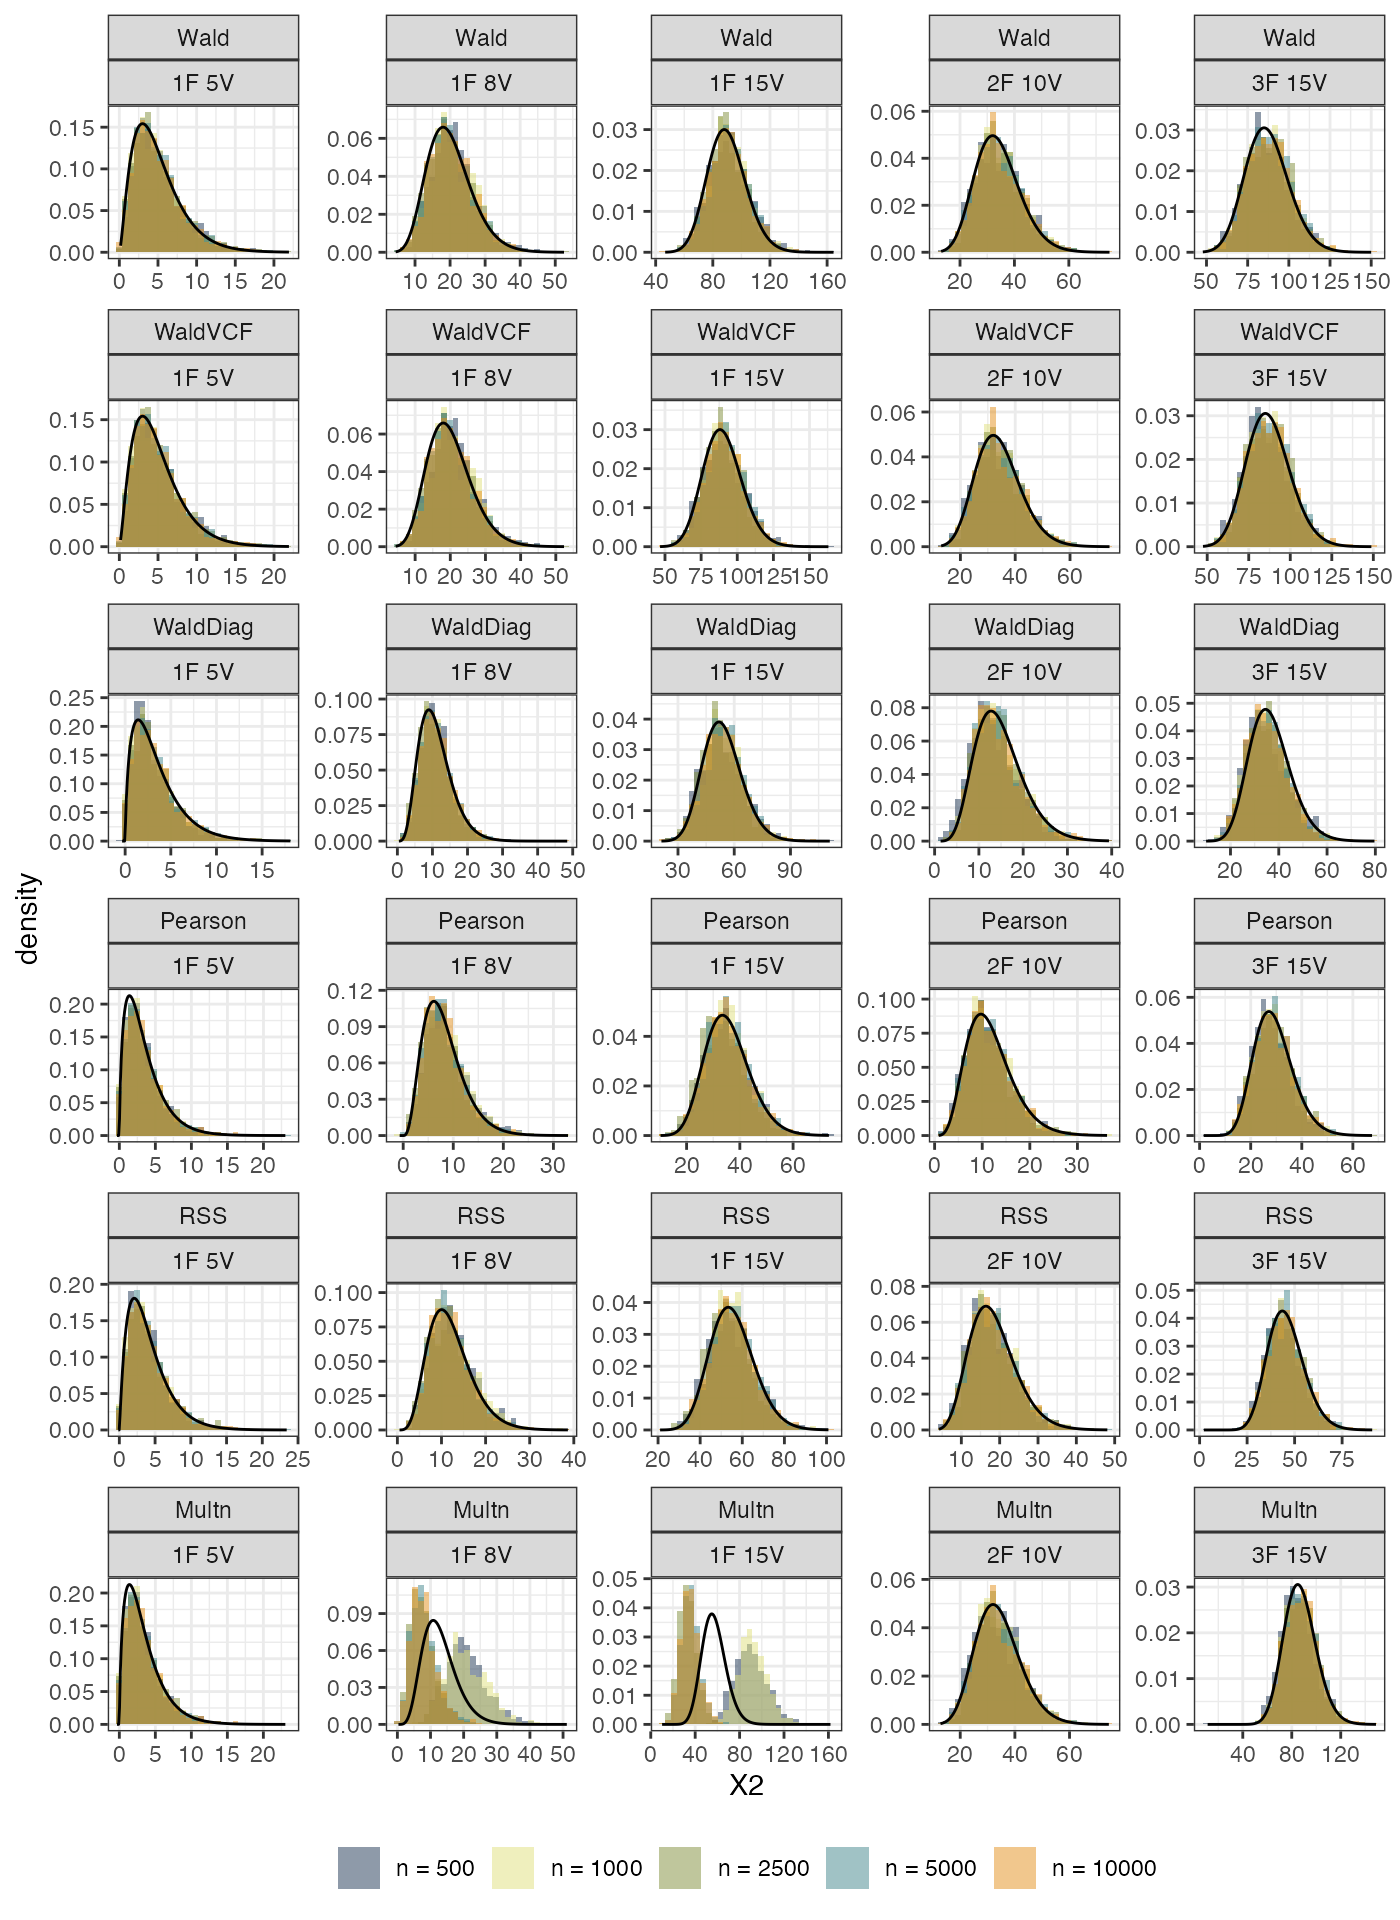 Wald Wald Wald Wald Wald
1F 5V 1F 8V 1F 15V 2F 10V 3F 15V
0.15 0.10 0.05 0.00
0.06 0.04 0.02 0.00
0.03 0.02 0.01 0.00
0.06 0.04 0.02 0.00
0.03 0.02 0.01 0.00
0 5 10 15 20
10 20 30 40 50
40 80 120 160
20 40 60
50 75 100 125 150
WaldVCF WaldVCF WaldVCF WaldVCF WaldVCF
1F 5V 1F 8V 1F 15V 2F 10V 3F 15V
0.15 0.10 0.05 0.00
0.06 0.04 0.02 0.00
0.03 0.02 0.01 0.00
0.06 0.04 0.02 0.00
0.03 0.02 0.01 0.00
0 5 10 15 20
10 20 30 40 50
50 75 100 125 150
20 40 60
50 75 100 125 150
WaldDiag WaldDiag WaldDiag WaldDiag WaldDiag
1F 5V 1F 8V 1F 15V 2F 10V 3F 15V
0.25 0.20 0.15 0.10 0.05 0.00
0.100 0.075 0.050 0.025 0.000
0.04 0.03 0.02 0.01 0.00
0.08 0.06 0.04 0.02 0.00
0.05 0.04 0.03 0.02 0.01 0.00
0 5 10 15
0 10 20 30 40 50
30 60 90
0 10 20 30 40
20 40 60 80
density
Pearson Pearson Pearson Pearson Pearson
1F 5V 1F 8V 1F 15V 2F 10V 3F 15V
0.20 0.15 0.10 0.05 0.00
0.12 0.09 0.06 0.03 0.00
0.04 0.02 0.00
0.100 0.075 0.050 0.025 0.000
0.06 0.04 0.02 0.00
0 5 10 15 20
0 10 20 30
20 40 60
0 10 20 30
0 20 40 60
RSS RSS RSS RSS RSS
1F 5V 1F 8V 1F 15V 2F 10V 3F 15V
0.20 0.15 0.10 0.05 0.00
0.100 0.075 0.050 0.025 0.000
0.04 0.03 0.02 0.01 0.00
0.08 0.06 0.04 0.02 0.00
0.05 0.04 0.03 0.02 0.01 0.00
0 5 10 15 20 25
0 10 20 30 40
20 40 60 80 100
10 20 30 40 50
0 25 50 75
Multn Multn Multn Multn Multn
1F 5V 1F 8V 1F 15V 2F 10V 3F 15V
0.20 0.15 0.10 0.05 0.00
0.09 0.06 0.03 0.00
0.05 0.04 0.03 0.02 0.01 0.00
0.06 0.04 0.02 0.00
0.03 0.02 0.01 0.00
0 5 10 15 20
0 10 20 30 40 50
0 40 80 120 160
20 40 60
40 80 120
X2
n = 500 n = 1000 n = 2500 n = 5000 n = 10000